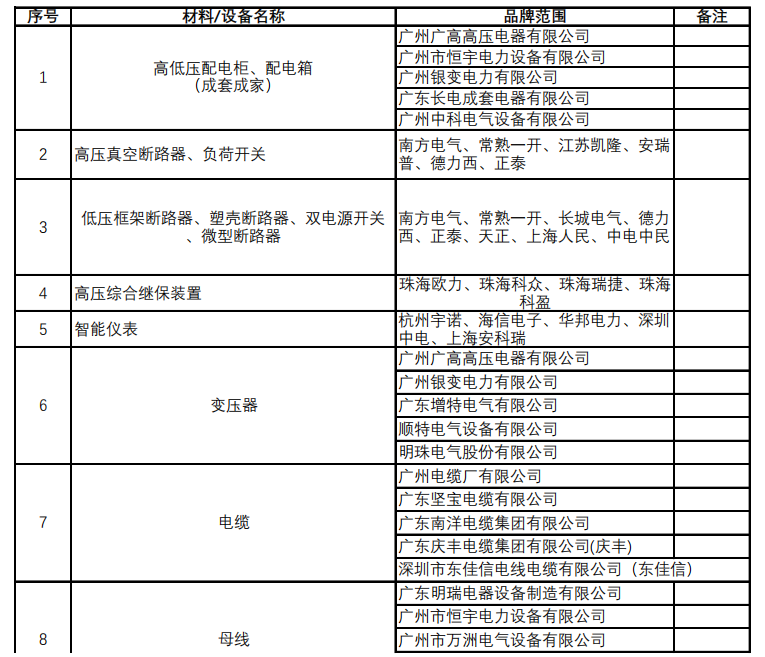 序号 材料/设备名称 品牌范围 备注
1 高低压配电柜、配电箱
（成套成家）
广州广高高压电器有限公司
广州市恒宇电力设备有限公司
广州银变电力有限公司
广东长电成套电器有限公司
广州中科电气设备有限公司
2 高压真空断路器、负荷开关
南方电气、常熟一开、江苏凯隆、安瑞
普、德力西、正泰
3 低压框架断路器、塑壳断路器、双电源开关
、微型断路器
南方电气、常熟一开、长城电气、德力
西、正泰、天正、上海人民、中电中民
4 高压综合继保装置
珠海欧力、珠海科众、珠海瑞捷、珠海
科盈
5 智能仪表
杭州宇诺、海信电子、华邦电力、深圳
中电、上海安科瑞
6 变压器
广州广高高压电器有限公司
广州银变电力有限公司
广东增特电气有限公司
顺特电气设备有限公司
明珠电气股份有限公司
7 电缆
广州电缆厂有限公司
广东坚宝电缆有限公司
广东南洋电缆集团有限公司
广东庆丰电缆集团有限公司(庆丰)
深圳市东佳信电线电缆有限公司（东佳信）
8 母线
广东明瑞电器设备制造有限公司
广州市恒宇电力设备有限公司
广州市万洲电气设备有限公司